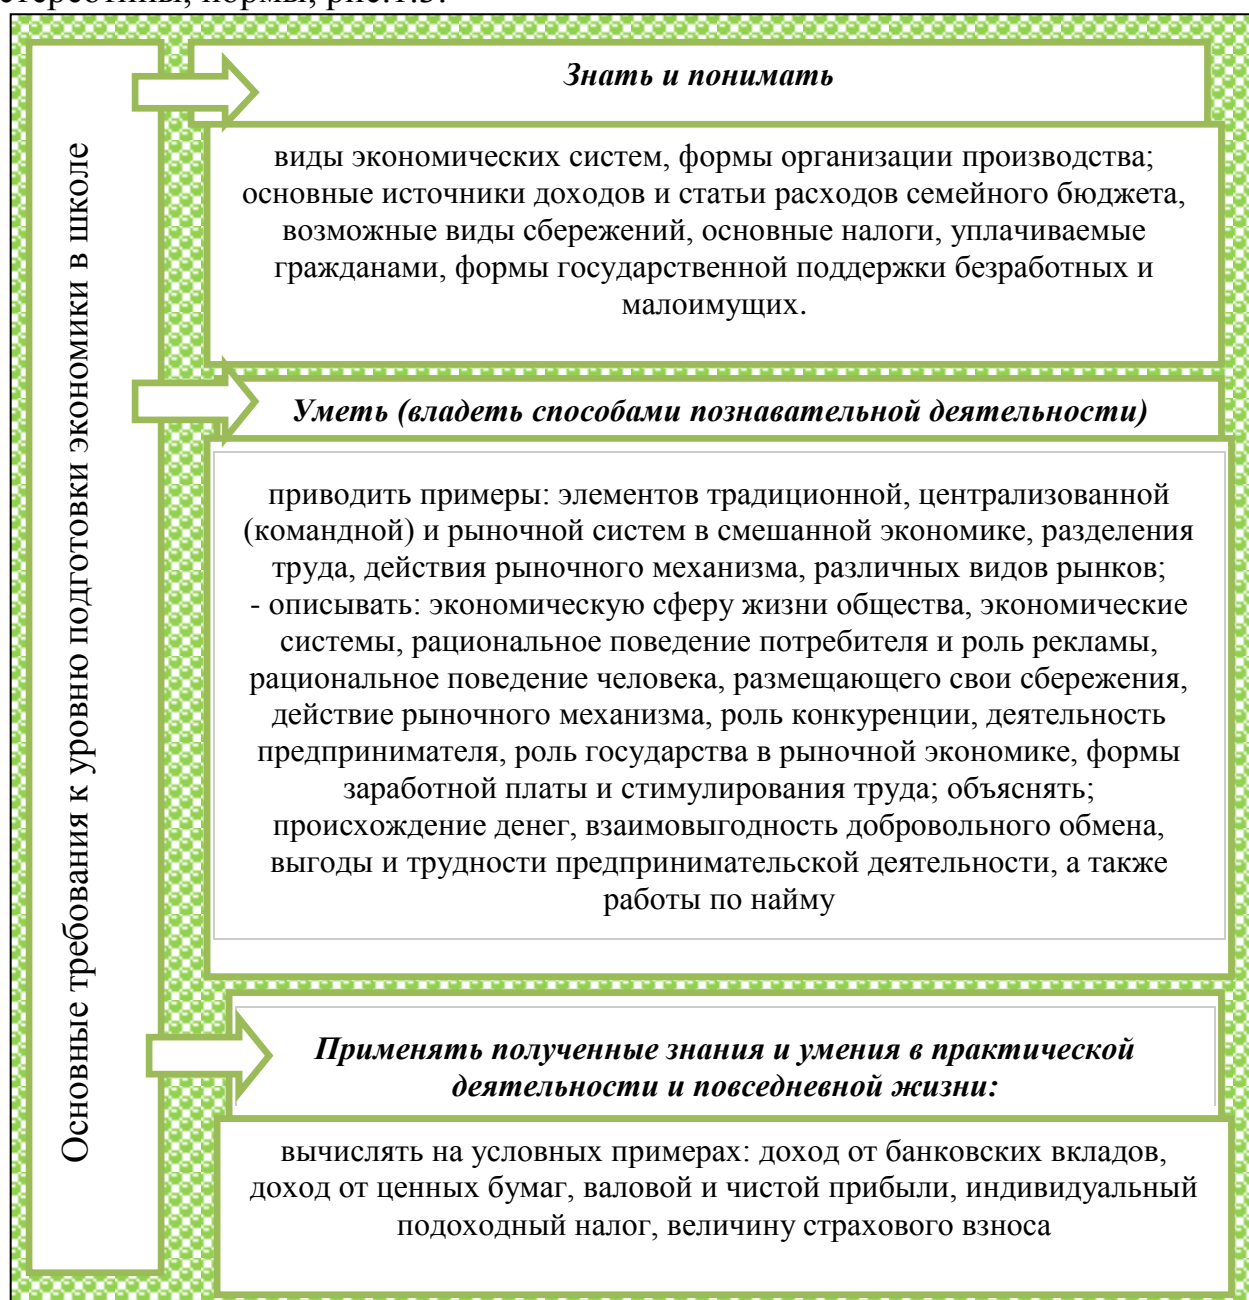 рис.1.3.
Основные требования к уровню подготовки экономики в школе
Знать и понимать
виды экономических систем, формы организации производства;
основные источники доходов и статьи расходов семейного бюджета,
возможные виды сбережений, основные налоги, уплачиваемые
гражданами, формы государственной поддержки безработных и
малоимущих.
Уметь (владеть способами познавательной деятельности)
приводить примеры: элементов традиционной, централизованной
(командной) и рыночной систем в смешанной экономике, разделения
труда, действия рыночного механизма, различных видов рынков;
- описывать: экономическую сферу жизни общества, экономические
системы, рациональное поведение потребителя и роль рекламы,
рациональное поведение человека, размещающего свои сбережения,
действие рыночного механизма, роль конкуренции, деятельность
предпринимателя, роль государства в рыночной экономике, формы
заработной платы и стимулирования труда; объяснять;
происхождение денег, взаимовыгодность добровольного обмена,
выгоды и трудности предпринимательской деятельности, а также
работы по найму
Применять полученные знания и умения в практической
деятельности и повседневной жизни:
вычислять на условных примерах: доход от банковских вкладов,
доход от ценных бумаг, валовой и чистой прибыли, индивидуальный
подоходный налог, величину страхового взноса